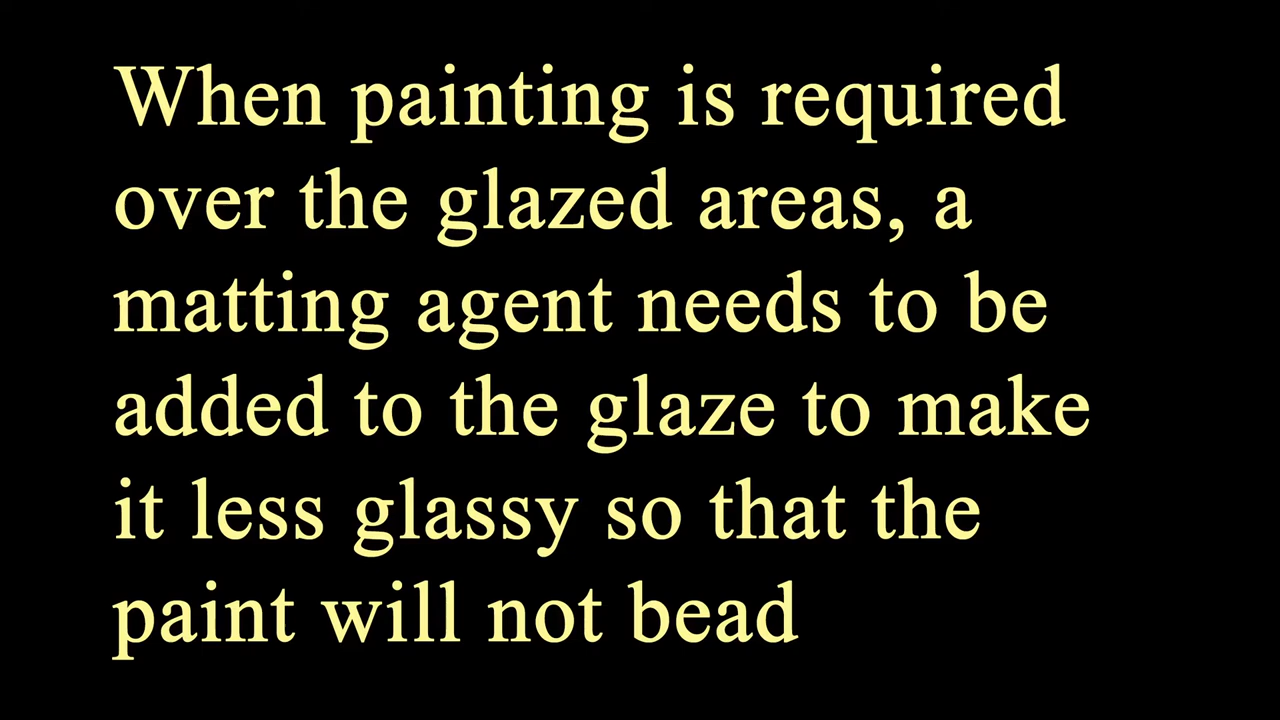 When painting is required
over the glazed areas, a
matting agent needs to be
added to the glaze to make
it less glassy so that the
paint will not bead